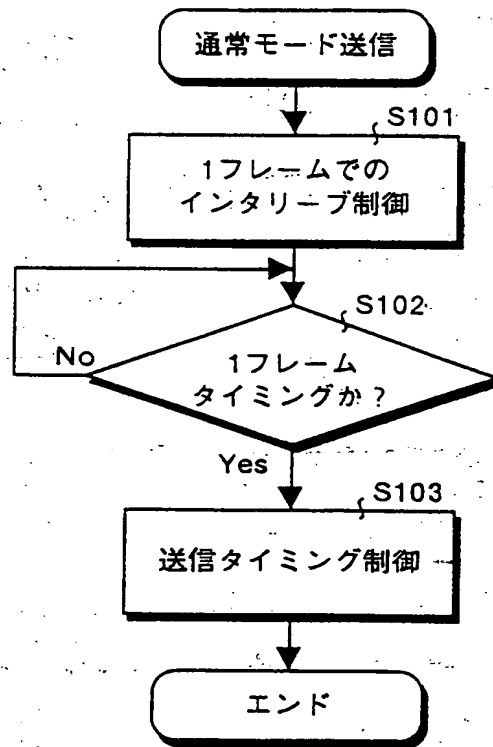 通常モード送信
S101
1フレームでの
インタリーブ制御
S102
No
1フレーム
タイミングか?
Yes
S103
送信タイミング制御
エンド